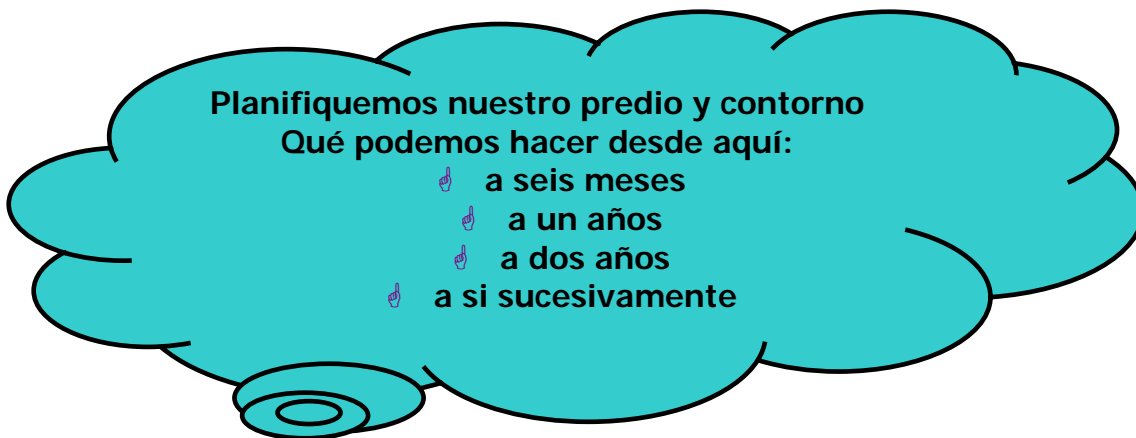 Planifiquemos nuestro predio y contorno
Qué podemos hacer desde aquí:
☝ a seis meses
☝ a un años
☝ a dos años
☝ a si sucesivamente